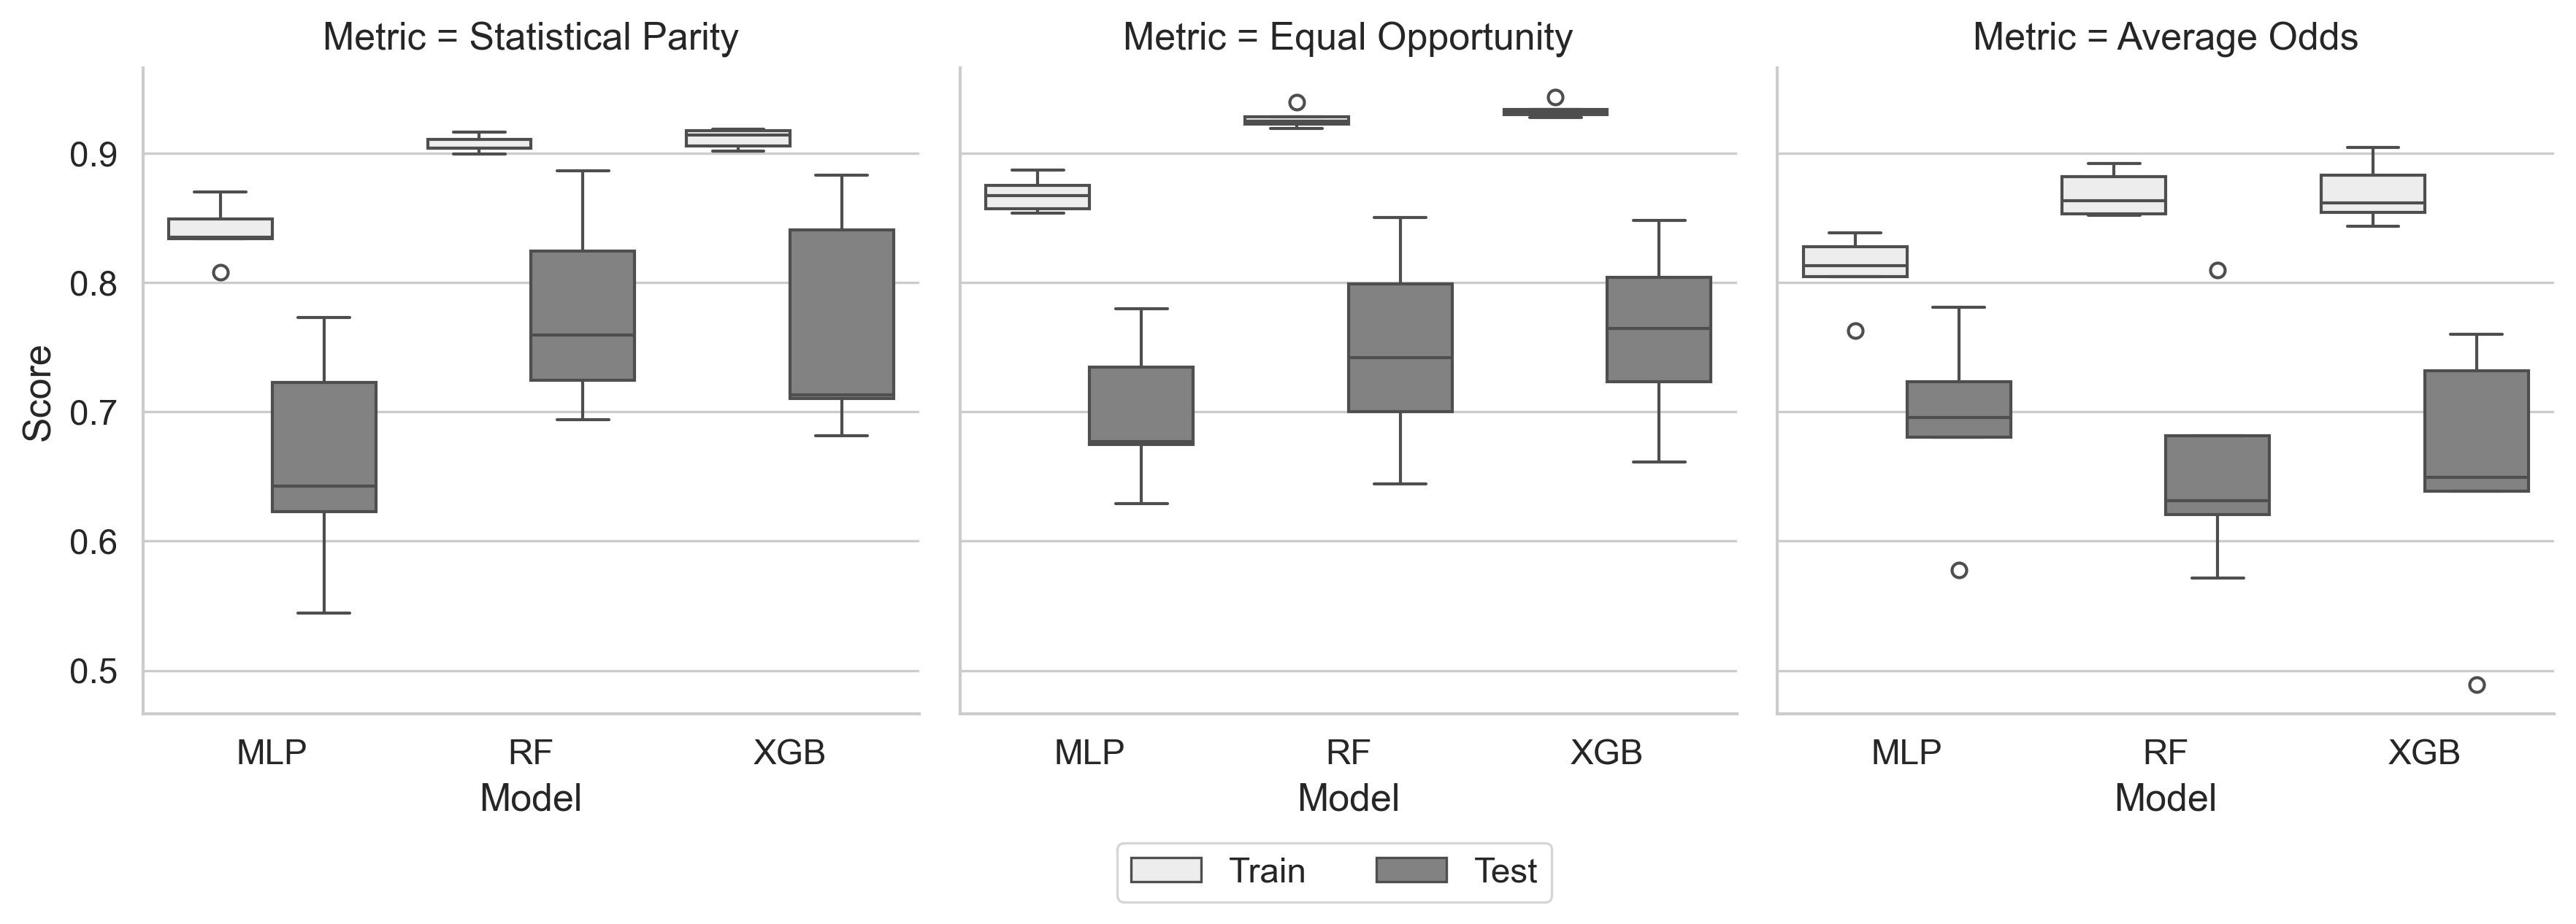 Metric = Statistical Parity
Metric = Equal Opportunity
Metric = Average Odds
Score
0.9
0.8
0.7
0.6
0.5
MLP RF XGB
MLP RF XGB
MLP RF XGB
Model
Model
Model
Train Test